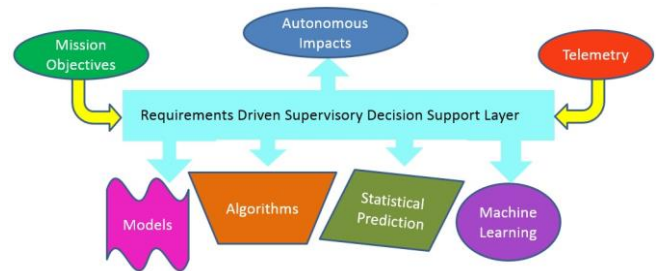 Mission
Objectives
Autonomous
Impacts
Telemetry
Requirements Driven Supervisory Decision Support Layer
Models
Algorithms
Statistical
Prediction
Machine
Learning